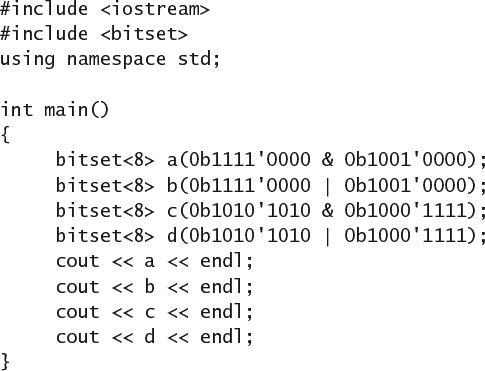 #include <iostream>
#include <bitset>
using namespace std;

int main()
{
     bitset<8> a(0b1111'0000 & 0b1001'0000);
     bitset<8> b(0b1111'0000 | 0b1001'0000);
     bitset<8> c(0b1010'1010 & 0b1000'1111);
     bitset<8> d(0b1010'1010 | 0b1000'1111);
     cout << a << endl;
     cout << b << endl;
     cout << c << endl;
     cout << d << endl;
}